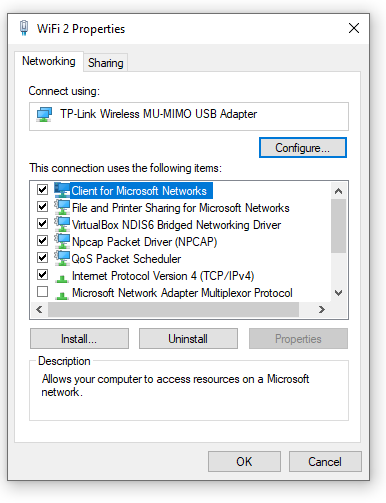 WiFi 2 Properties
Networking
Sharing
Connect using:
TP-Link Wireless MU-MIMO USB Adapter
Configure...
This connection uses the following items:
Client for Microsoft Networks
File and Printer Sharing for Microsoft Networks
VirtualBox NDIS6 Bridged Networking Driver
Npcap Packet Driver (NPCAP)
QoS Packet Scheduler
Internet Protocol Version 4 (TCP/IPv4)
Microsoft Network Adapter Multiplexor Protocol
Install...
Uninstall
Properties
Description
Allows your computer to access resources on a Microsoft
network.
OK
Cancel